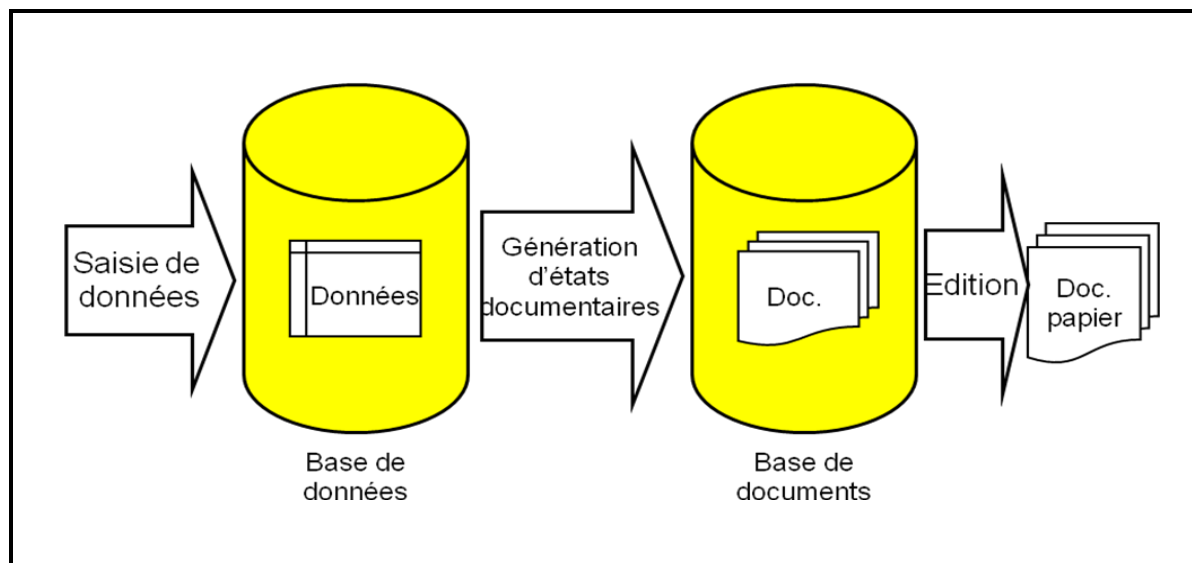 Saisie de
données
Données
Base de
données
Génération
d'états
documentaires
Doc.
Base de
documents
Edition
Doc.
papier